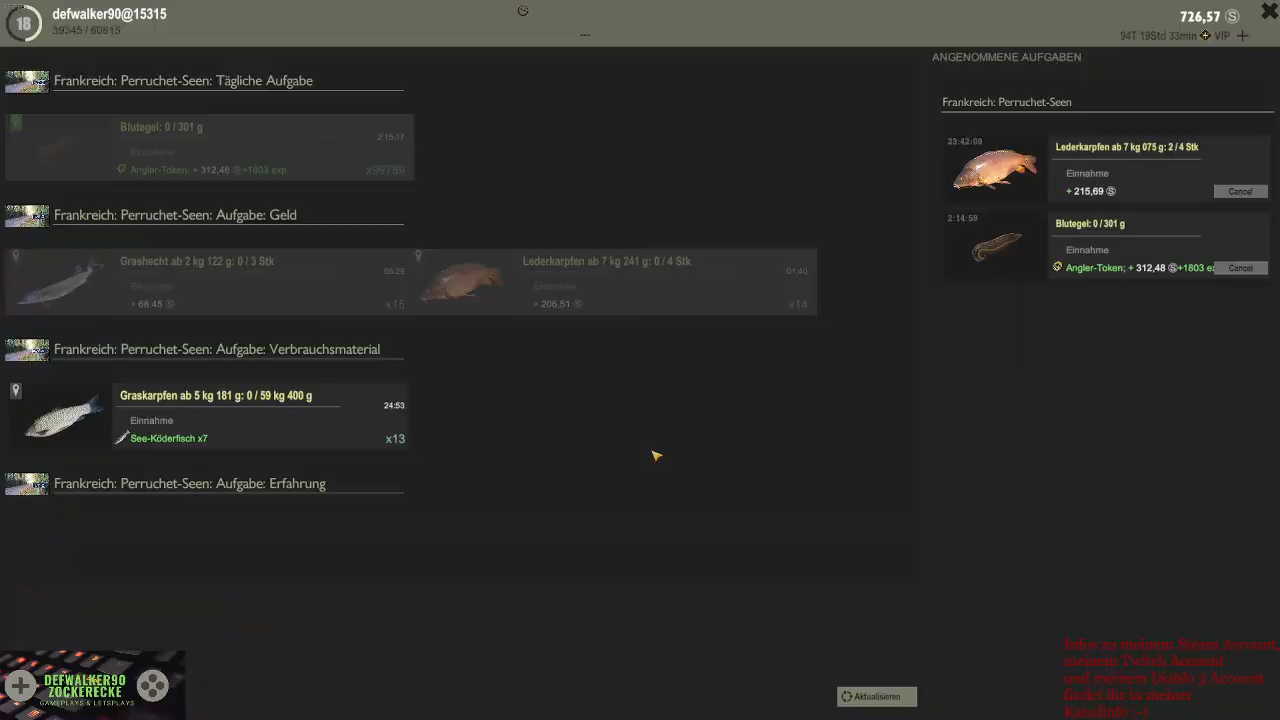 18
defwalker90@15315
39345 / 60615
726,57 S
94T 19Std 33min VIP
Frankreich: Perruchet-Seen: Tägliche Aufgabe
Blutegel: 0 / 301 g
2:15:17
Einnahme
Angler-Token; + 312,48 S +1803 exp
Frankreich: Perruchet-Seen: Aufgabe: Geld
Grashecht ab 2 kg 122 g: 0 / 3 Stk
05:29
Einnahme
+ 68,45 S
x15
Lederkarpfen ab 7 kg 241 g: 0 / 4 Stk
01:40
Einnahme
+ 206,51 S
x14
Frankreich: Perruchet-Seen: Aufgabe: Verbrauchsmaterial
Graskarpfen ab 5 kg 181 g: 0 / 59 kg 400 g
24:53
Einnahme
See-Köderfisch x7
x13
Frankreich: Perruchet-Seen: Aufgabe: Erfahrung
ANGENOMMENE AUFGABEN
Frankreich: Perruchet-Seen
23:42:09
Lederkarpfen ab 7 kg 075 g: 2 / 4 Stk
Einnahme
+ 215,69 S
Cancel
2:14:59
Blutegel: 0 / 301 g
Einnahme
Angler-Token; + 312,48 S +1803 ex
Cancel
Aktualisieren
DEFWALKER90
ZOCKERECKE
GAMEPLAYS & LETSPLAYS
Infos zu meinem Steam Account,
meinem Twitch Account
und meinem Diablo 3 Account
findet ihr in meiner
Kanalinfo :-)